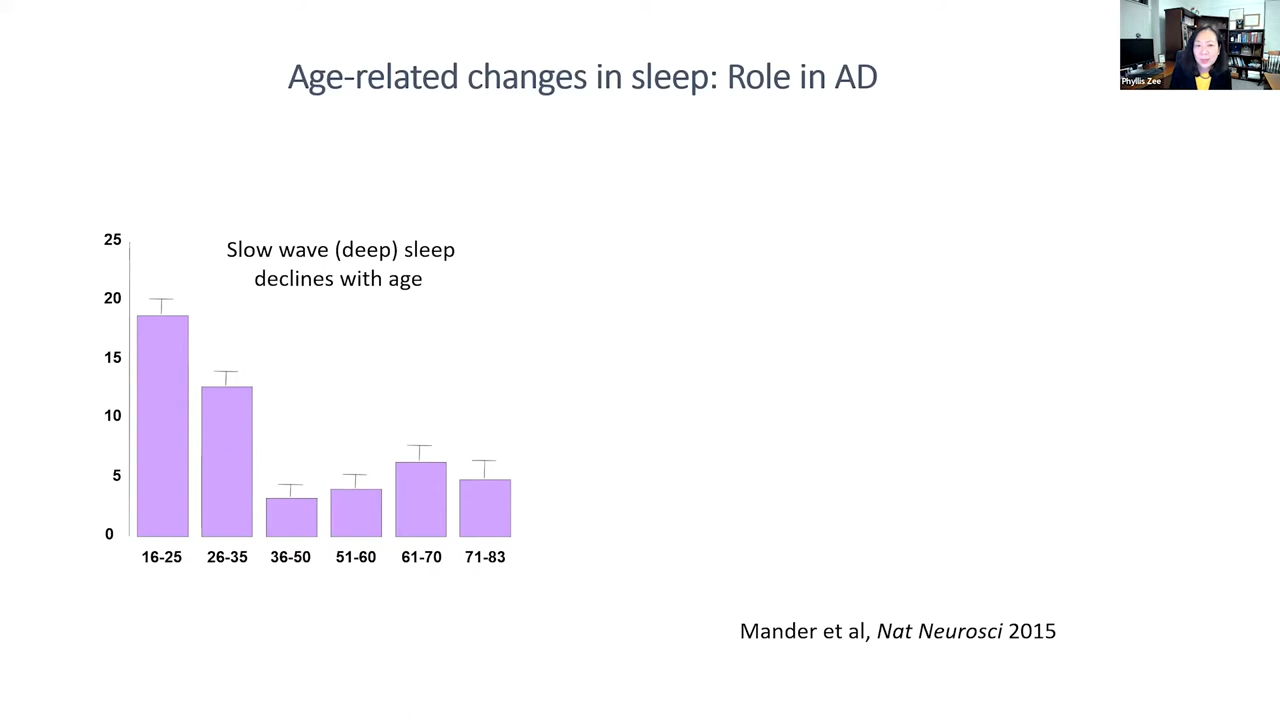 Age-related changes in sleep: Role in AD
Phyllis Zee
Slow wave (deep) sleep
declines with age
25
20
15
10
5
0
16-25 26-35 36-50 51-60 61-70 71-83
Mander et al, Nat Neurosci 2015